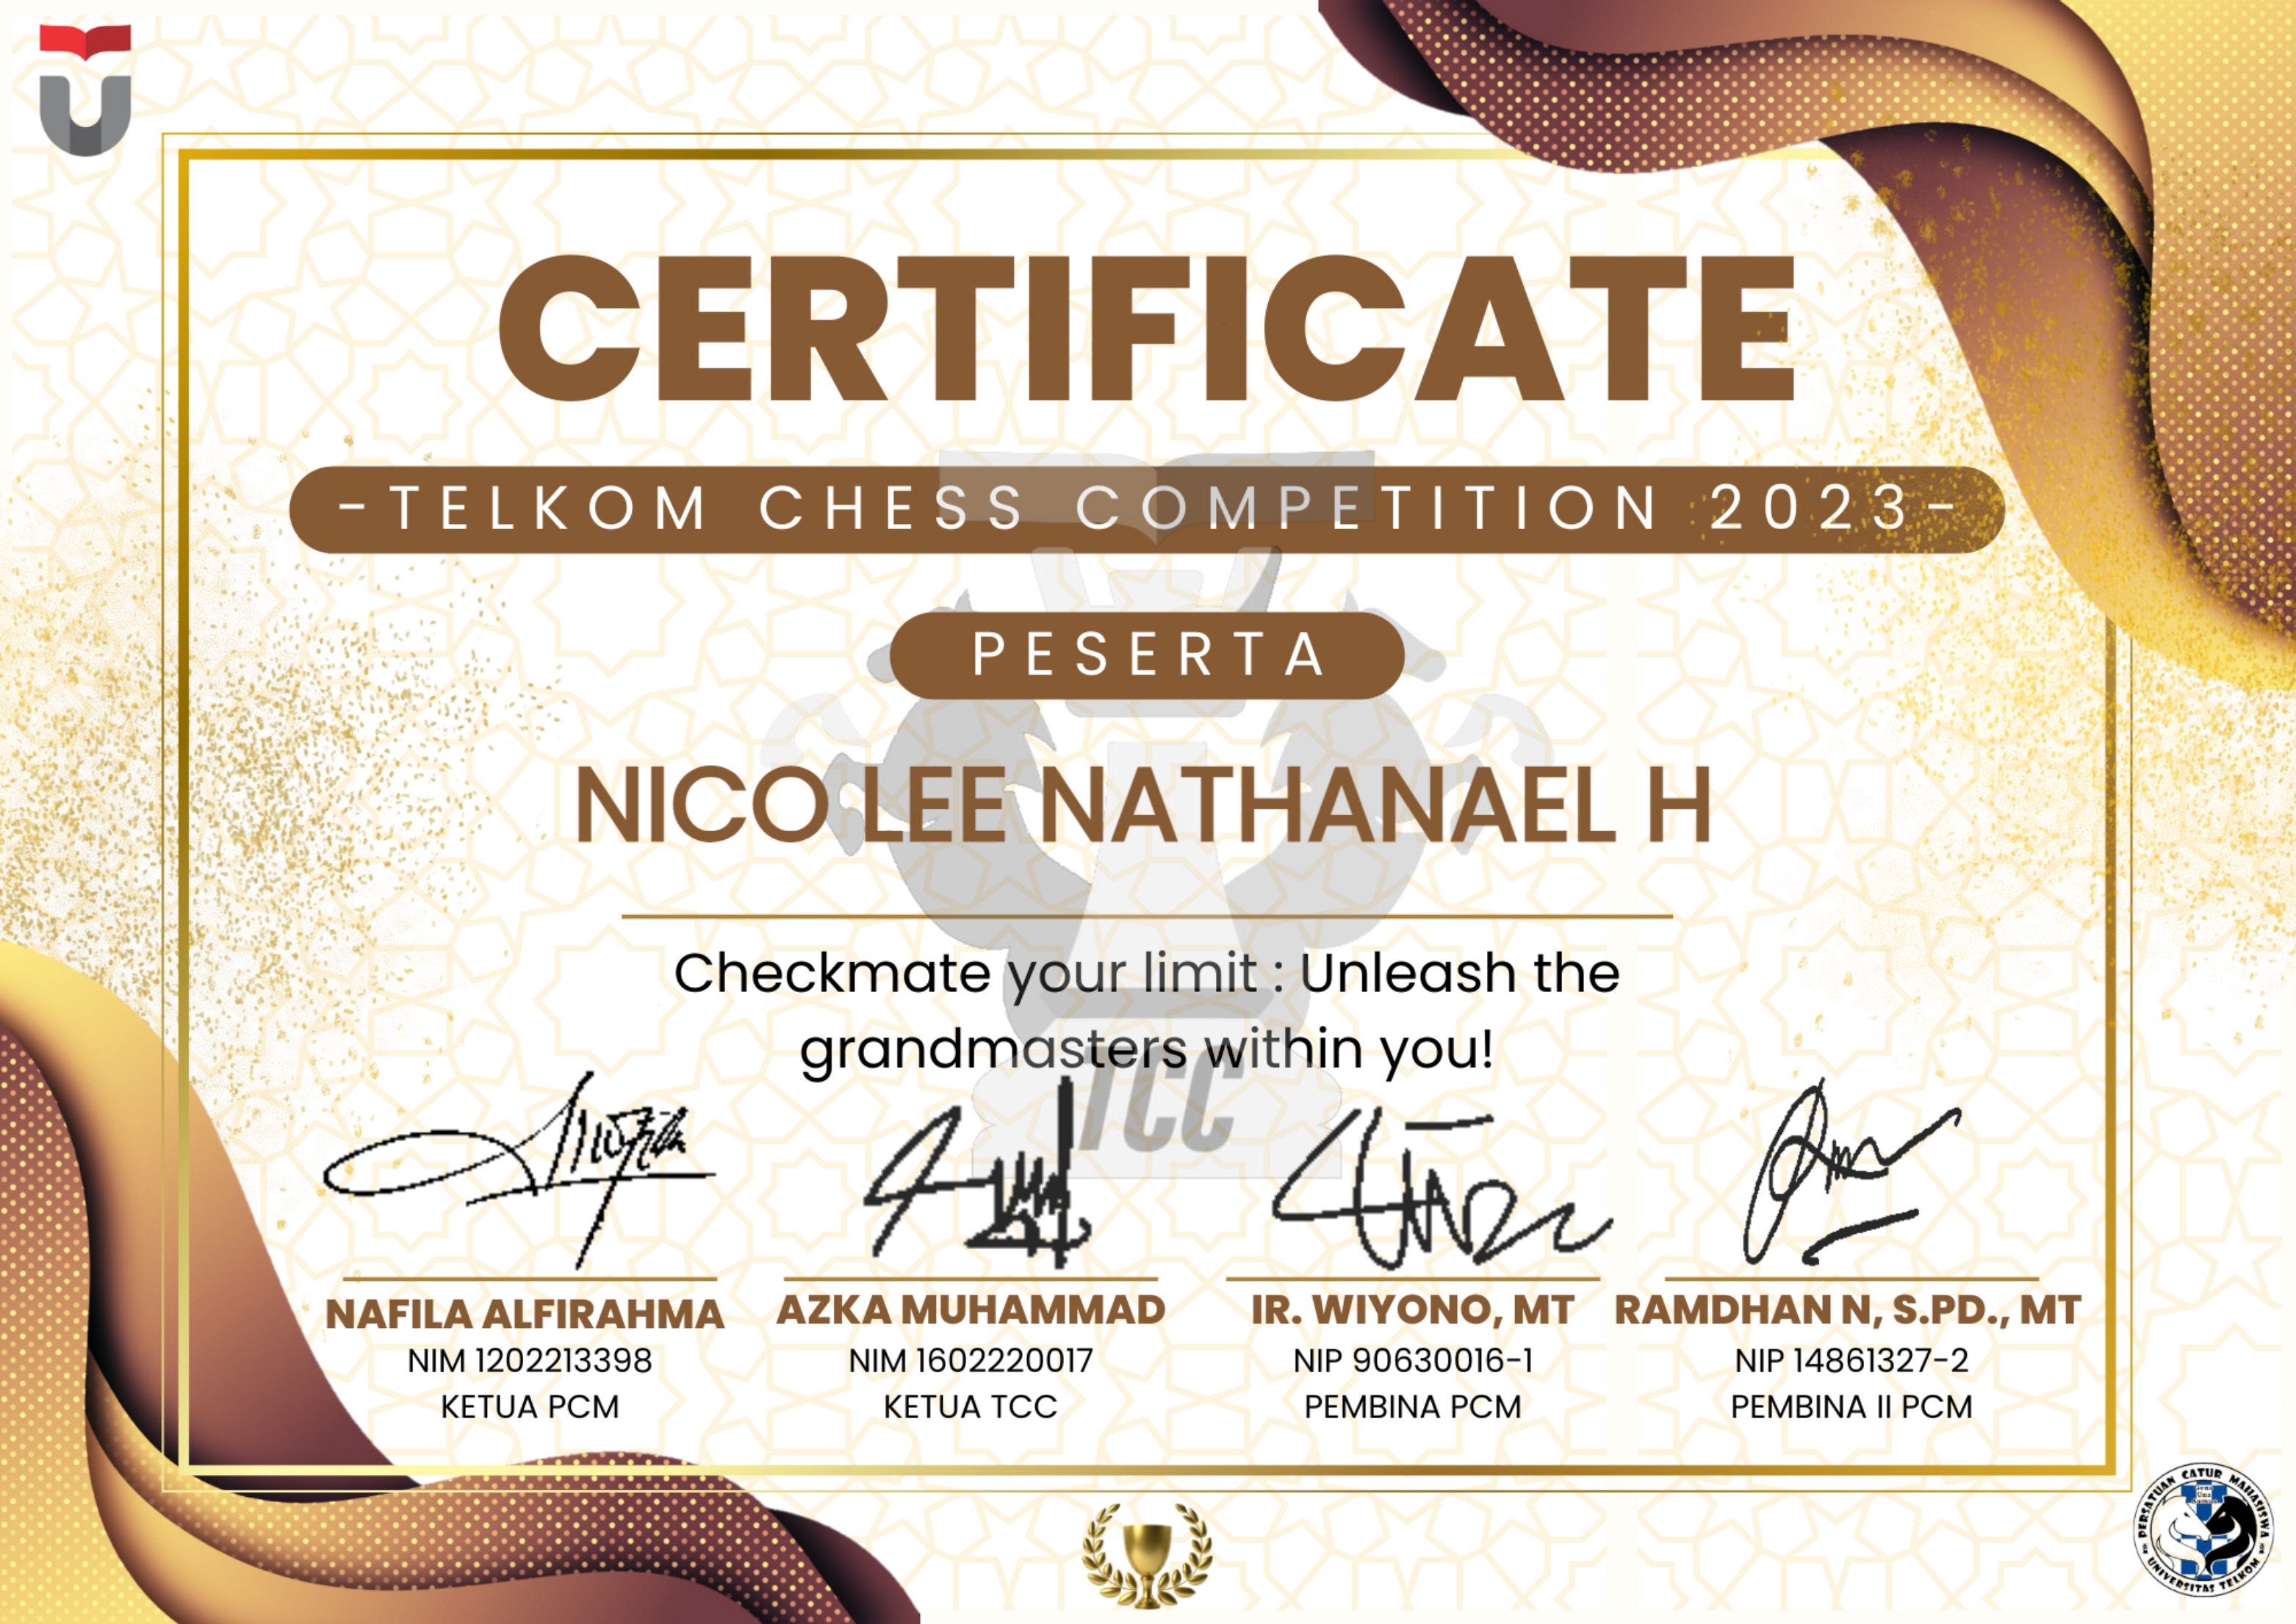 CERTIFICATE
-TELKOM CHESS COMPETITION 2023-
PESERTA
NICO LEE NATHANAEL H
Checkmate your limit : Unleash the
grandmasters within you!
TCC
NAFILA ALFIRAHMA
NIM 1202213398
KETUA PCM
AZKA MUHAMMAD
NIM 1602220017
KETUA TCC
IR. WIYONO, MT
NIP 90630016-1
PEMBINA PCM
RAMDHAN N, S.PD., MT
NIP 14861327-2
PEMBINA II PCM
PERSATUAN CATUR MAHASISWA
UNIVERSITAS TELKOM